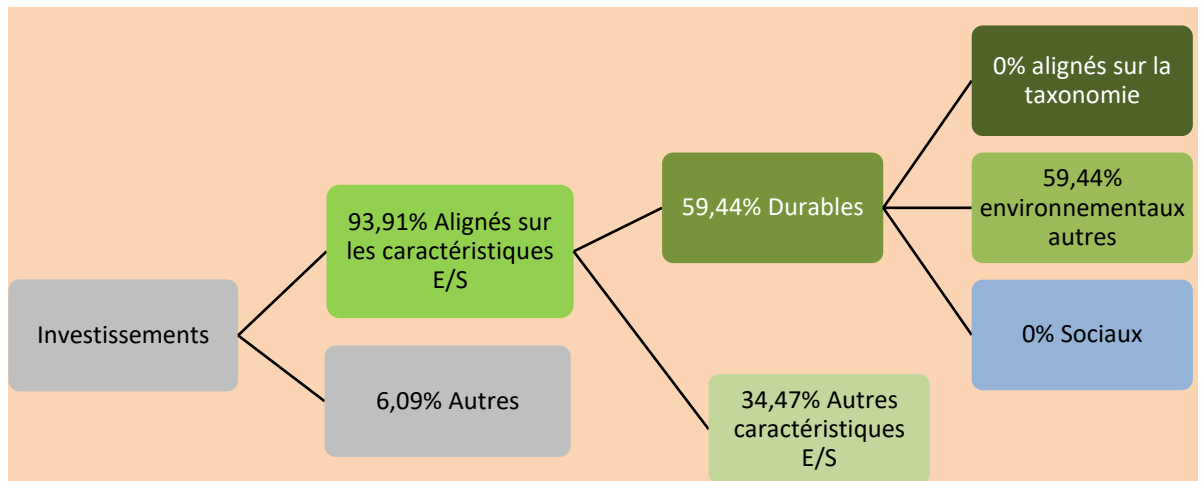 Investissements
93,91% Alignés sur
les caractéristiques
E/S
6,09% Autres
59,44% Durables
34,47% Autres
caractéristiques
E/S
0% alignés sur la
taxonomie
59,44%
environnementaux
autres
0% Sociaux